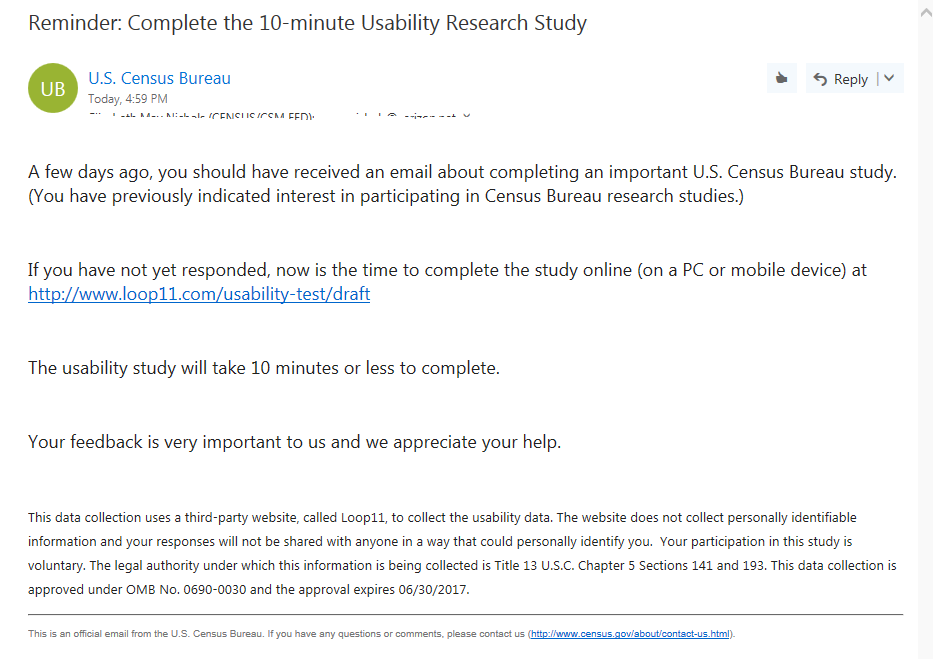 Reminder: Complete the 10-minute Usability Research Study
UB
U.S. Census Bureau
Today, 4:59 PM
Reply
A few days ago, you should have received an email about completing an important U.S. Census Bureau study.
(You have previously indicated interest in participating in Census Bureau research studies.)
If you have not yet responded, now is the time to complete the study online (on a PC or mobile device) at
http://www.loop11.com/usability-test/draft
The usability study will take 10 minutes or less to complete.
Your feedback is very important to us and we appreciate your help.
This data collection uses a third-party website, called Loop11, to collect the usability data. The website does not collect personally identifiable
information and your responses will not be shared with anyone in a way that could personally identify you.  Your participation in this study is
voluntary. The legal authority under which this information is being collected is Title 13 U.S.C. Chapter 5 Sections 141 and 193. This data collection is
approved under OMB No. 0690-0030 and the approval expires 06/30/2017.
This is an official email from the U.S. Census Bureau. If you have any questions or comments, please contact us (http://www.census.gov/about/contact-us.html).